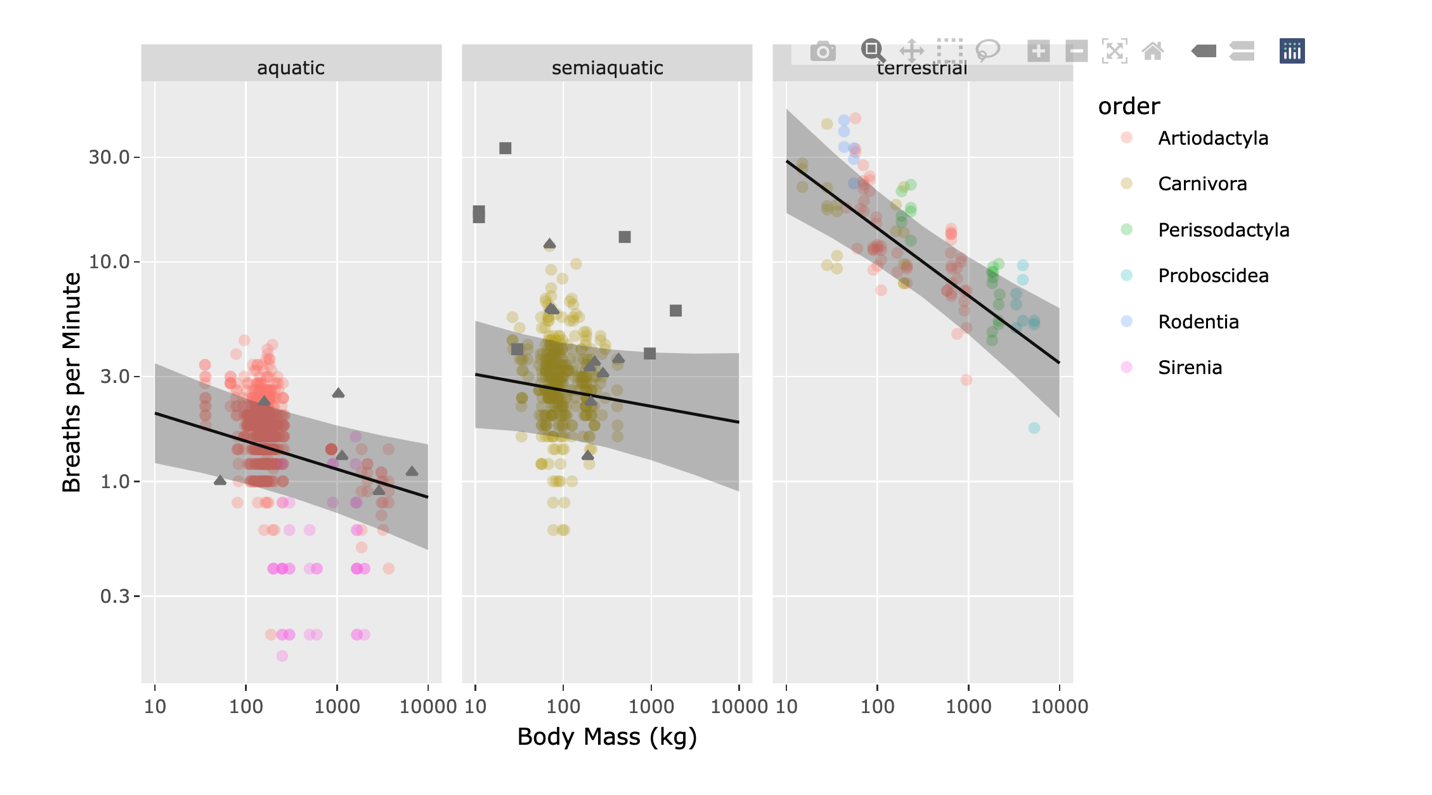 aquatic
semiaquatic
terrestrial
order
Artiodactyla
Carnivora
Perissodactyla
Proboscidea
Rodentia
Sirenia
Breaths per Minute
30.0
10.0
3.0
1.0
0.3
10 100 1000 10000
10 100 1000 10000
10 100 1000 10000
Body Mass (kg)